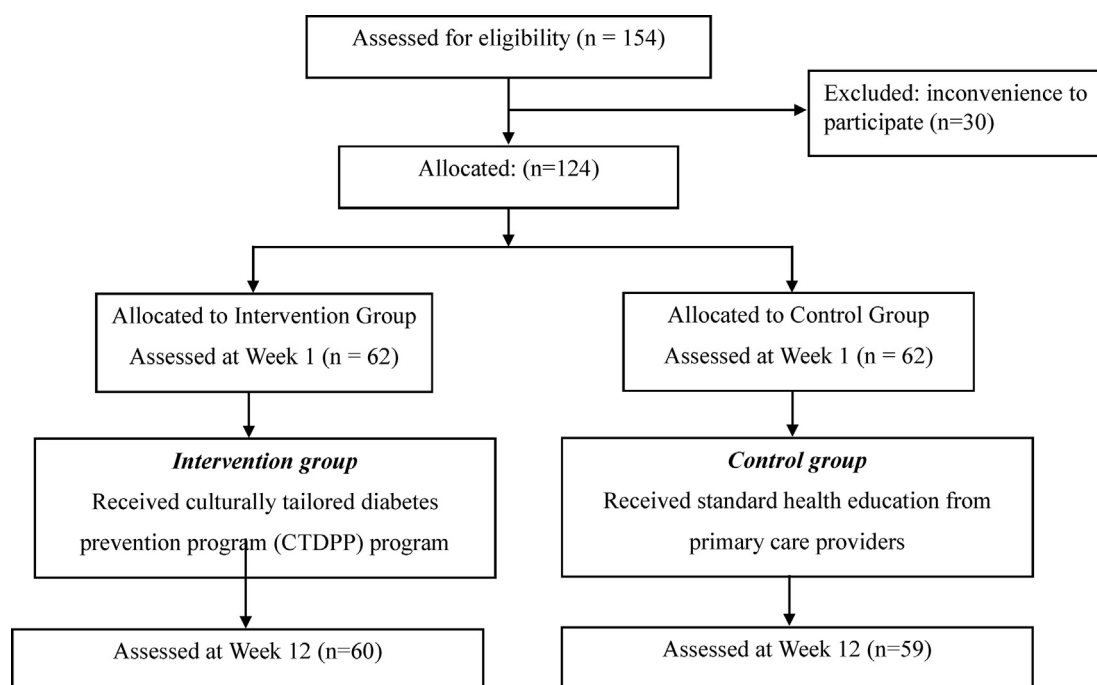 Assessed for eligibility (n = 154)
Excluded: inconvenience to
participate (n=30)
Allocated: (n=124)
Allocated to Intervention Group
Assessed at Week 1 (n = 62)
Allocated to Control Group
Assessed at Week 1 (n = 62)
Intervention group
Received culturally tailored diabetes
prevention program (CTDPP) program
Control group
Received standard health education from
primary care providers
Assessed at Week 12 (n=60)
Assessed at Week 12 (n=59)